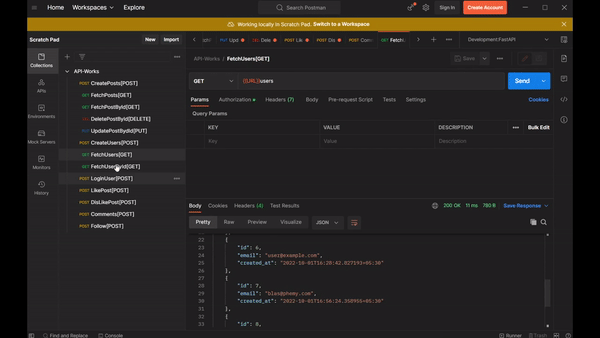 Home Workspaces Explore
Search Postman
Sign In Create Account
Working locally in Scratch Pad. Switch to a Workspace
Scratch Pad New Import
Collections
APIs
Environments
Mock Servers
Monitors
History
API-Works
POST CreatePosts[POST]
GET FetchPosts[GET]
GET FetchPostById[GET]
DEL DeletePostById[DELETE]
PUT UpdatePostById[PUT]
POST CreateUsers[POST]
GET FetchUsers[GET]
GET FetchUserById[GET]
POST LoginUser[POST]
POST LikePost[POST]
POST DisLikePost[POST]
POST Comments[POST]
POST Follow[POST]
Upd Dele POST Lik POST Dis POST Com Fetch
Development:FastAPI
API-Works / FetchUsers[GET]
Save
GET {{URL}}users Send
Params Authorization Headers (7) Body Pre-request Script Tests Settings Cookies
Query Params
KEY VALUE DESCRIPTION Bulk Edit
Key Value Description
Body Cookies Headers (4) Test Results 200 OK 11 ms 780 B Save Response
Pretty Raw Preview Visualize JSON
22 {
23 "id": 6,
24 "email": "user@example.com",
25 "created_at": "2022-10-01T16:20:42.827193+05:30"
26 },
27 {
28 "id": 7,
29 "email": "blas@phemy.com",
30 "created_at": "2022-10-01T16:56:24.358955+05:30"
31 },
32 {
33 "id": 8,
Find and Replace Console Runner Trash